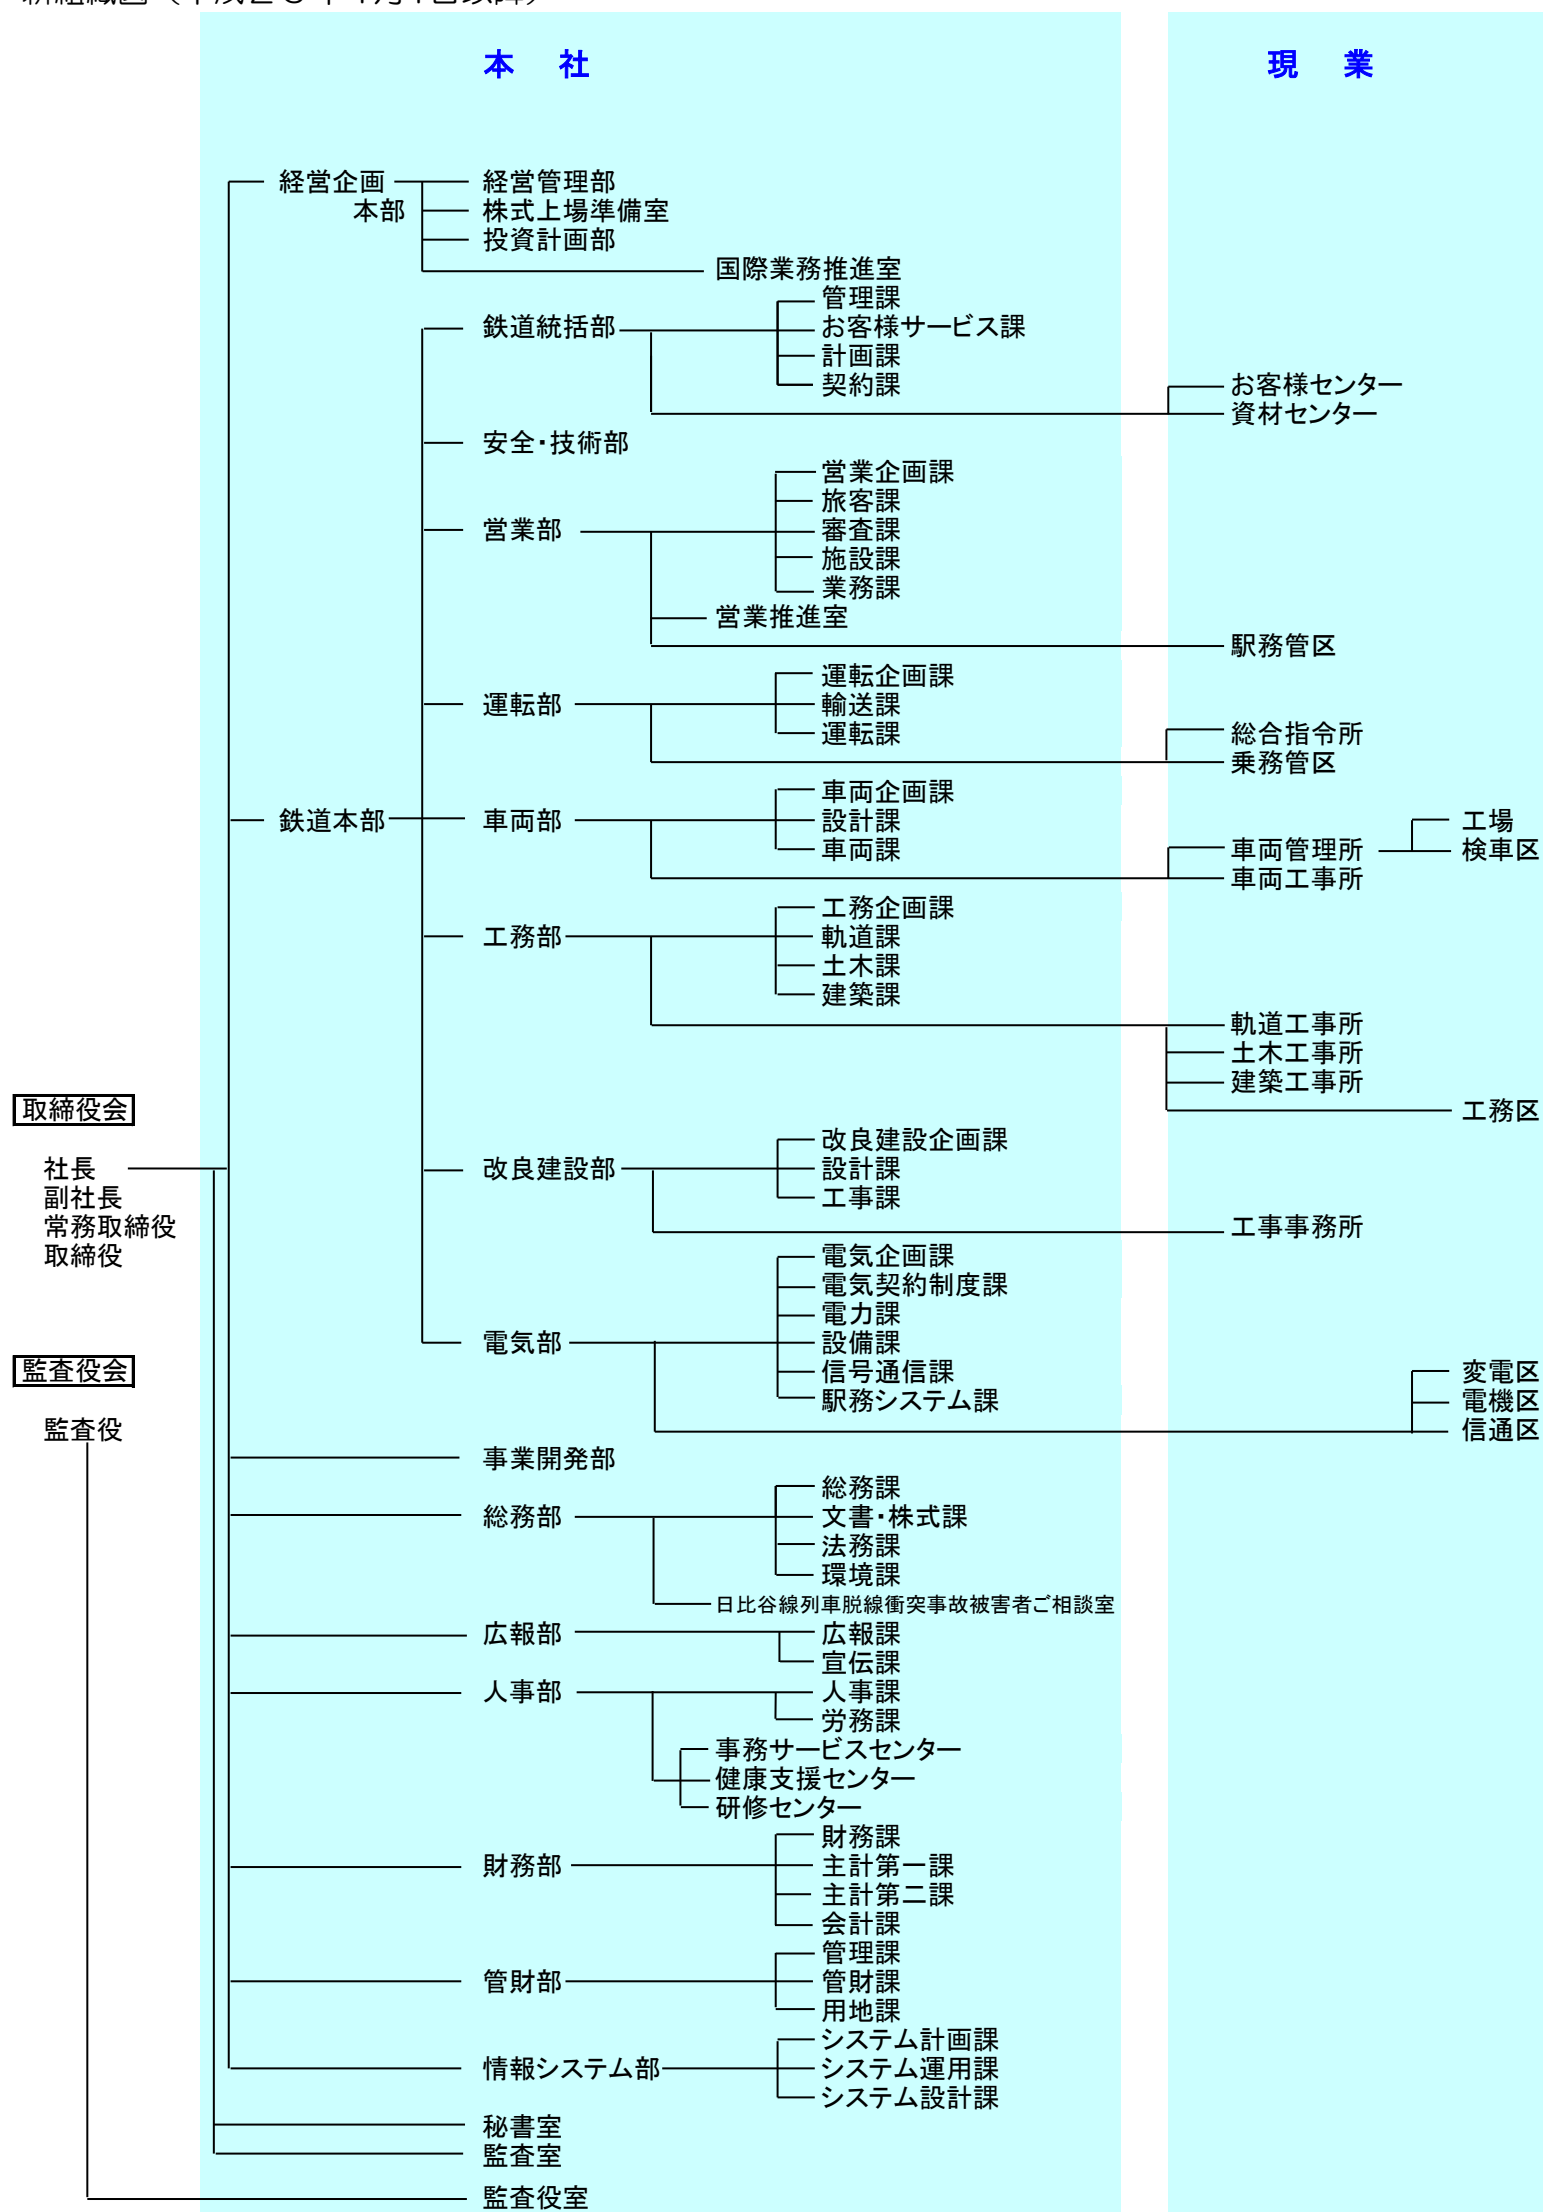 本 社
現 業
経営企画 経営管理部
本部 株式上場準備室
投資計画部
国際業務推進室
管理課
鉄道統括部 お客様サービス課
計画課
契約課 お客様センター
資材センター
安全・技術部
営業企画課
旅客課
営業部 審査課
施設課
業務課
営業推進室
駅務管区
運転企画課
運転部 輸送課
運転課 総合指令所
乗務管区
車両企画課
鉄道本部 車両部 設計課 工場
車両課 車両管理所 検車区
車両工事所
工務企画課
工務部 軌道課
土木課
建築課
軌道工事所
土木工事所
建築工事所
取締役会 工務区
改良建設企画課
社長 改良建設部 設計課
副社長 工事課
常務取締役 工事事務所
取締役 電気企画課
電気契約制度課
電力課
電気部 設備課
監査役会 信号通信課 変電区
駅務システム課 電機区
監査役 信通区
事業開発部
総務課
総務部 文書・株式課
法務課
環境課
日比谷線列車脱線衝突事故被害者ご相談室
広報部 広報課
宣伝課
人事部 人事課
労務課
事務サービスセンター
健康支援センター
研修センター
財務課
財務部 主計第一課
主計第二課
会計課
管理課
管財部 管財課
用地課
システム計画課
情報システム部 システム運用課
システム設計課
秘書室
監査室
監査役室